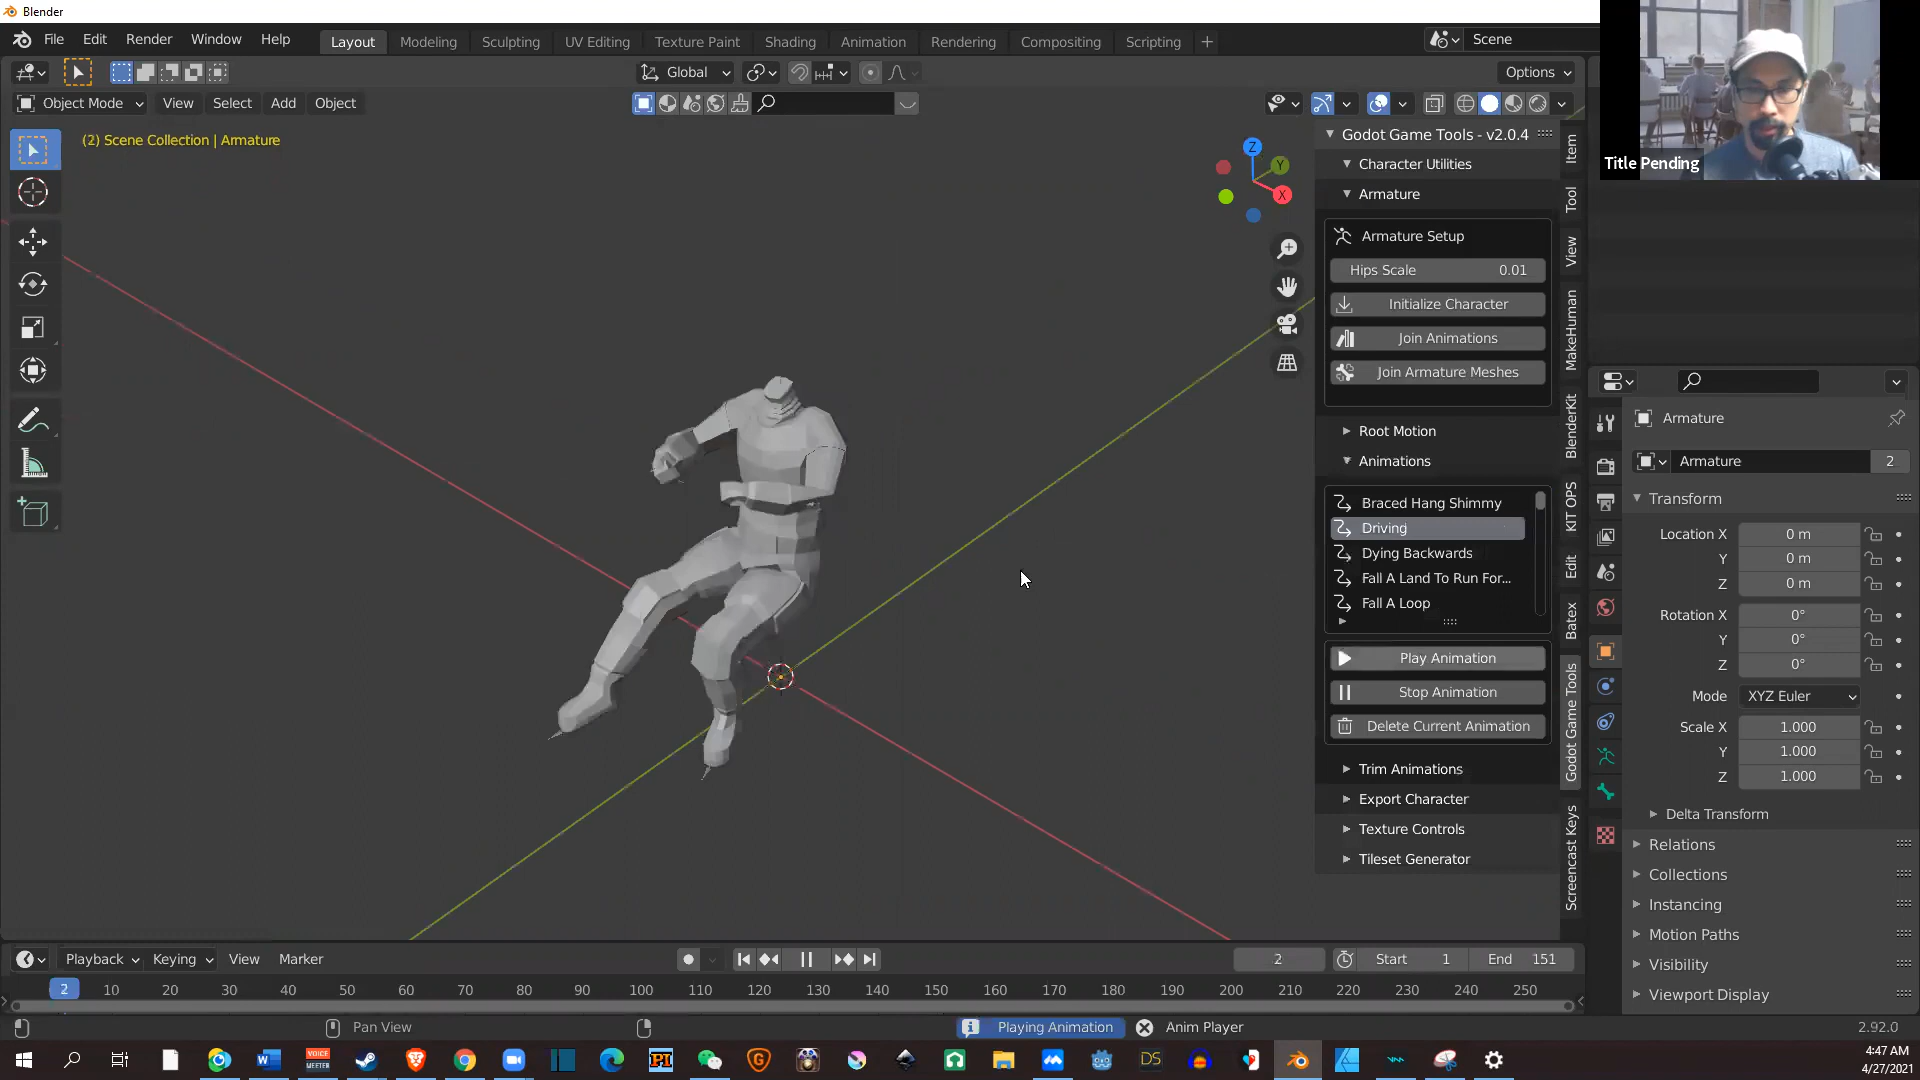 Blender
File Edit Render Window Help
Layout Modeling Sculpting UV Editing Texture Paint Shading Animation Rendering Compositing Scripting +
Scene
Global
Options
Object Mode View Select Add Object
(2) Scene Collection | Armature
Z
Y
X
Godot Game Tools - v2.0.4
Character Utilities
Armature
Armature Setup
Hips Scale 0.01
Initialize Character
Join Animations
Join Armature Meshes
Root Motion
Animations
Braced Hang Shimmy
Driving
Dying Backwards
Fall A Land To Run For...
Fall A Loop
Play Animation
Stop Animation
Delete Current Animation
Trim Animations
Export Character
Texture Controls
Tileset Generator
Item
Tool
View
MakeHuman
BlenderKit
KIT OPS
Edit
Batex
Godot Game Tools
Screencast Keys
Title Pending
Armature
Armature 2
Transform
Location X 0 m
Y 0 m
Z 0 m
Rotation X 0°
Y 0°
Z 0°
Mode XYZ Euler
Scale X 1.000
Y 1.000
Z 1.000
Delta Transform
Relations
Collections
Instancing
Motion Paths
Visibility
Viewport Display
Playback Keying View Marker
2 Start 1 End 151
2 10 20 30 40 50 60 70 80 90 100 110 120 130 140 150 160 170 180 190 200 210 220 230 240 250
Pan View
Playing Animation
Anim Player
2.92.0
VOICE
MEETER
PI
DS
4:47 AM
4/27/2021